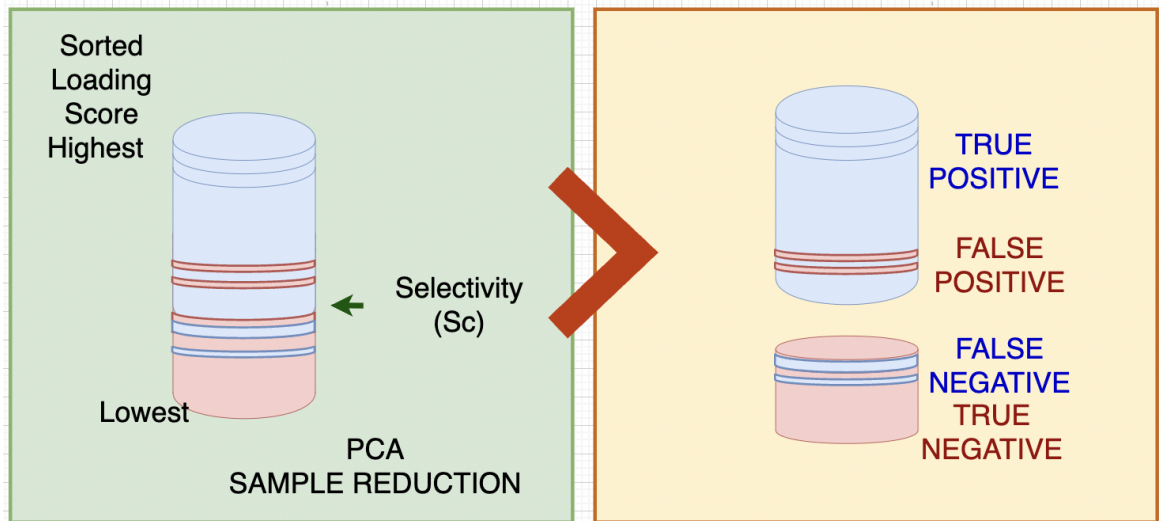 Sorted
Loading
Score
Highest
Selectivity
(Sc)
Lowest
PCA
SAMPLE REDUCTION
TRUE
POSITIVE
FALSE
POSITIVE
FALSE
NEGATIVE
TRUE
NEGATIVE